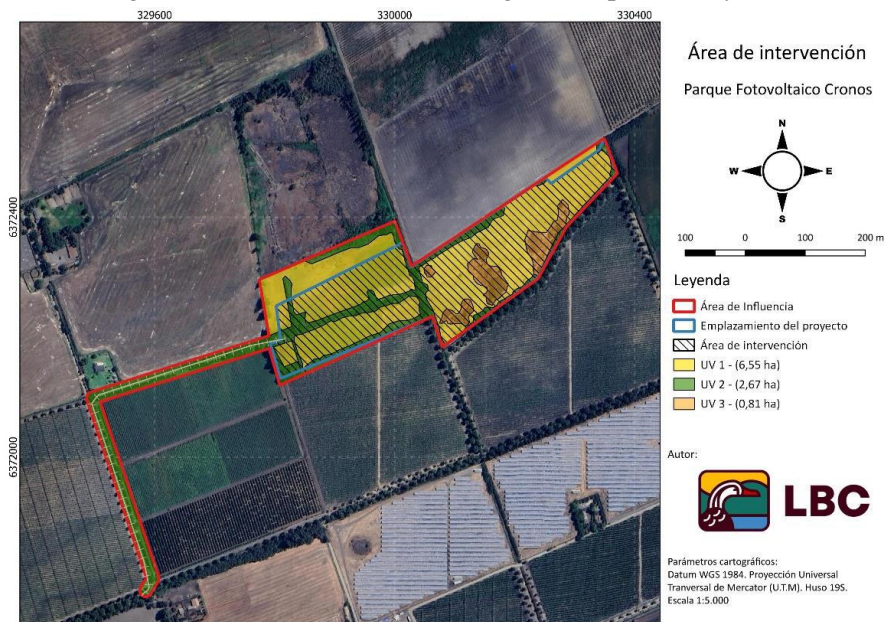 329600
330000
330400
6372400
6372000
Área de intervención
Parque Fotovoltaico Cronos
N
W
E
S
100 0 100 200 m
Leyenda
Área de Influencia
Emplazamiento del proyecto
Área de intervención
UV 1 - (6,55 ha)
UV 2 - (2,67 ha)
UV 3 - (0,81 ha)
Autor:
LBC
Parámetros cartográficos:
Datum WGS 1984. Proyección Universal
Tranversal de Mercator (U.T.M). Huso 19S.
Escala 1:5.000